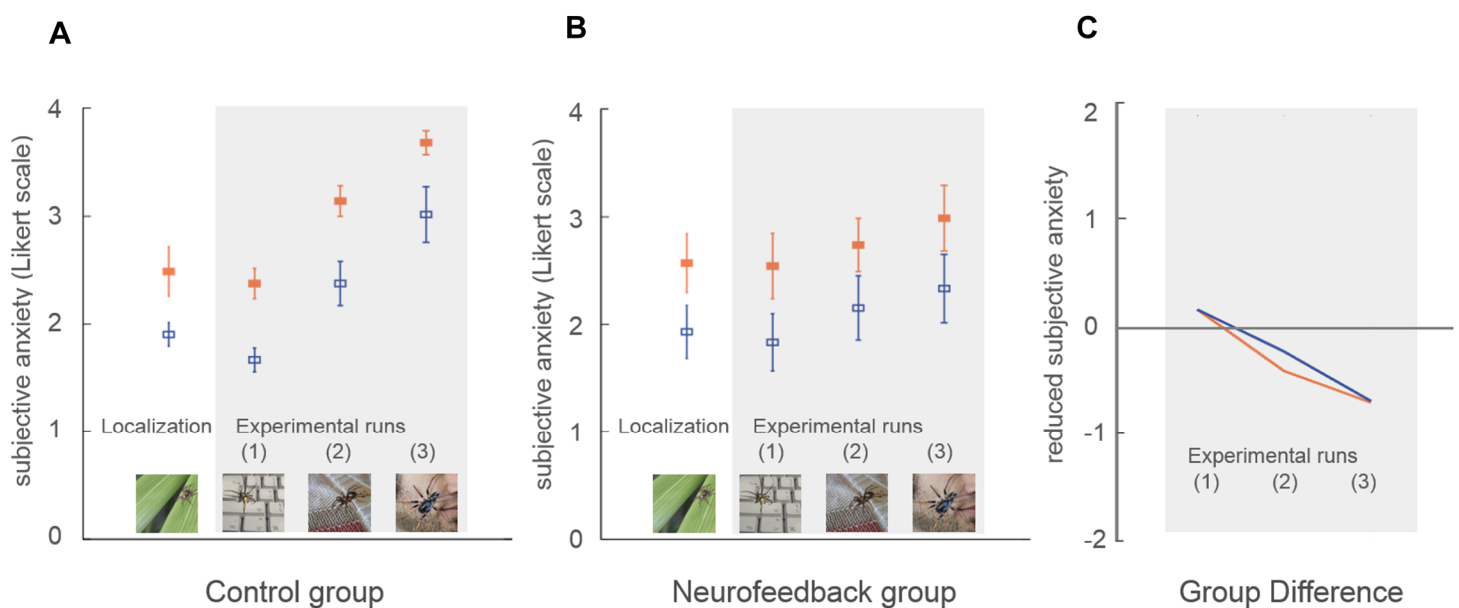 A
subjective anxiety (Likert scale)
4
3
2
1
0
Localization
Experimental runs
(1) (2) (3)
Control group
B
subjective anxiety (Likert scale)
4
3
2
1
0
Localization
Experimental runs
(1) (2) (3)
Neurofeedback group
C
reduced subjective anxiety
2
1
0
-1
-2
Experimental runs
(1) (2) (3)
Group Difference